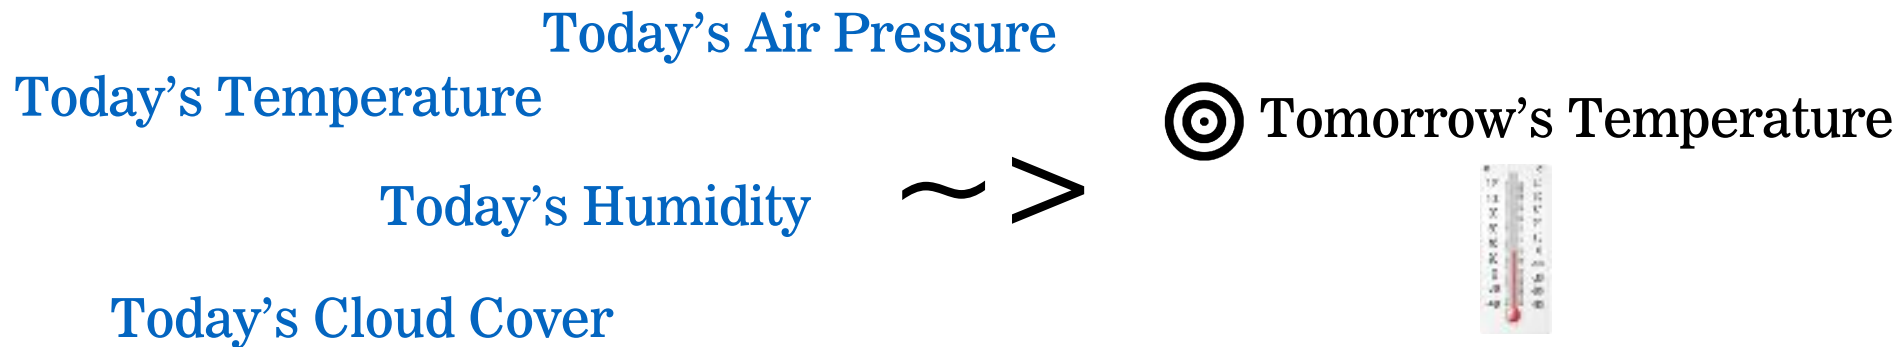 Today’s Air Pressure
Today’s Temperature
Tomorrow’s Temperature
Today’s Humidity
~ >
Today’s Cloud Cover